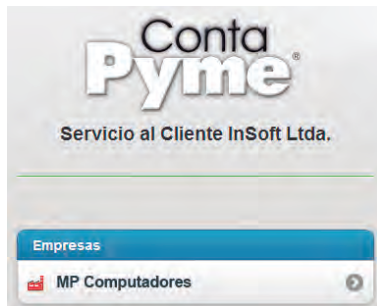 Conta
Pyme®
Servicio al Cliente InSoft Ltda.
Empresas
MP Computadores